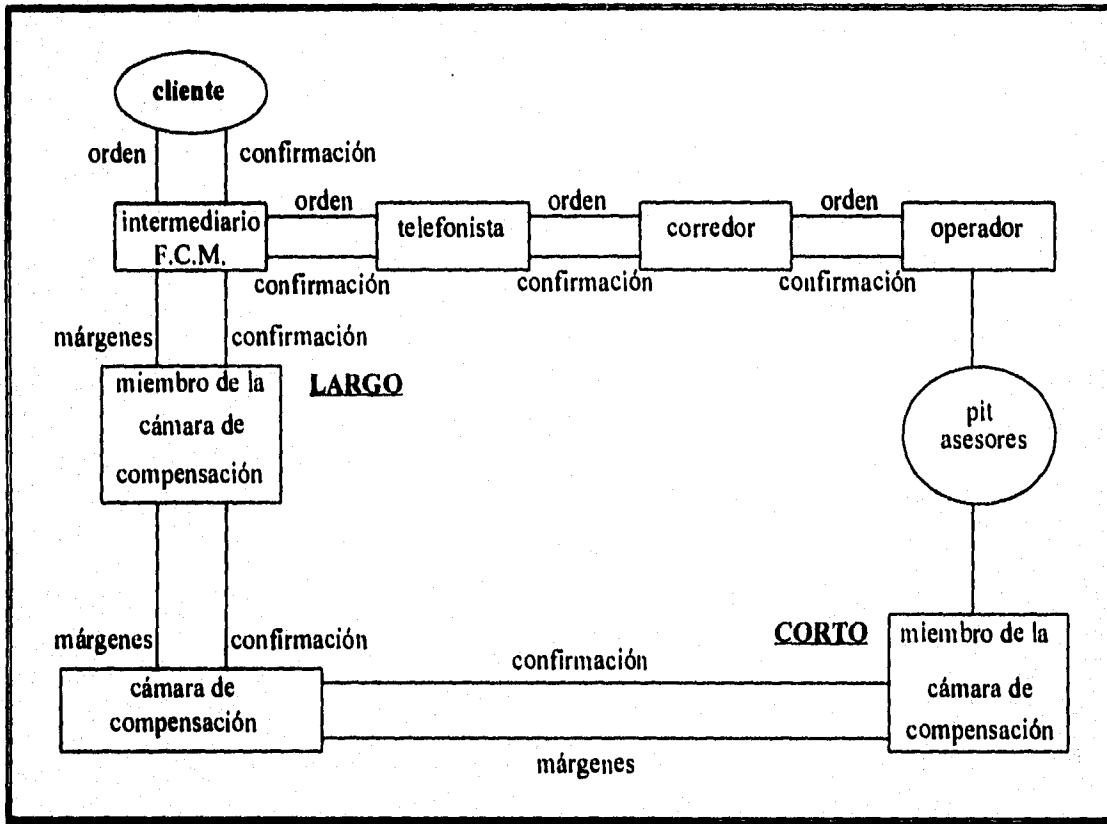 cliente
orden
confirmación
intermediario
F.C.M.
orden
confirmación
telefonista
orden
confirmación
corredor
orden
confirmación
operador
márgenes
confirmación
miembro de la
cámara de
compensación
LARGO
pit
asesores
márgenes
confirmación
cámara de
compensación
confirmación
márgenes
CORTO
miembro de la
cámara de
compensación